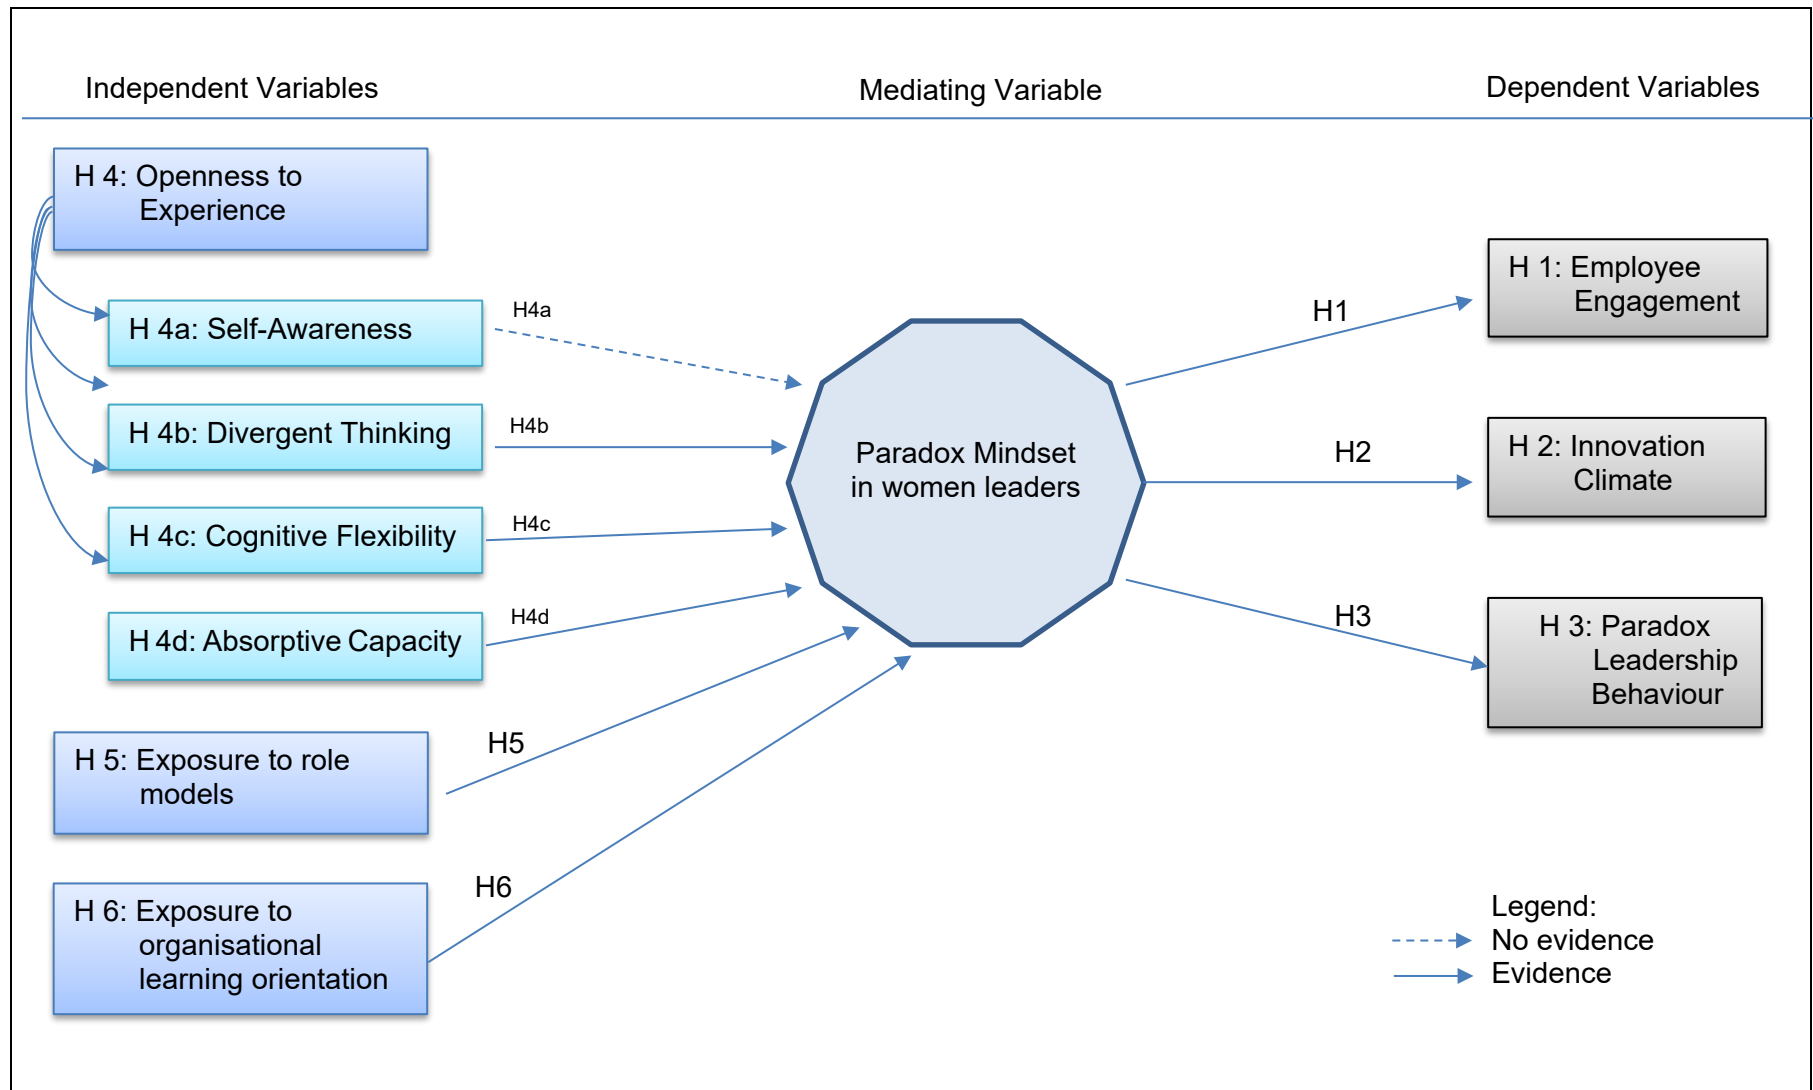 Independent Variables
Mediating Variable
Dependent Variables
H 4: Openness to
Experience
H 4a: Self-Awareness
H 4b: Divergent Thinking
H 4c: Cognitive Flexibility
H 4d: Absorptive Capacity
H 5: Exposure to role
models
H 6: Exposure to
organisational
learning orientation
H4a
H4b
H4c
H4d
H5
H6
Paradox Mindset
in women leaders
H1
H2
H3
H 1: Employee
Engagement
H 2: Innovation
Climate
H 3: Paradox
Leadership
Behaviour
Legend:
No evidence
Evidence